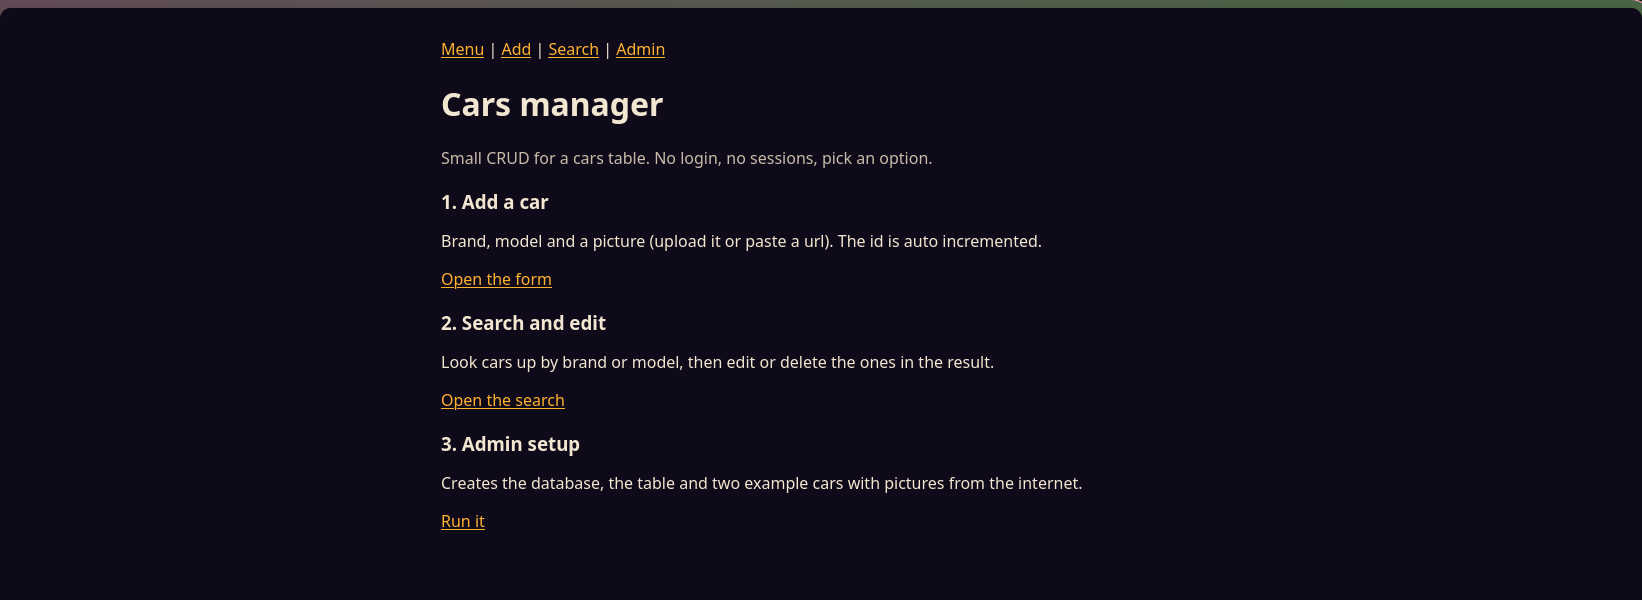 Menu | Add | Search | Admin
Cars manager
Small CRUD for a cars table. No login, no sessions, pick an option.
1. Add a car
Brand, model and a picture (upload it or paste a url). The id is auto incremented.
Open the form
2. Search and edit
Look cars up by brand or model, then edit or delete the ones in the result.
Open the search
3. Admin setup
Creates the database, the table and two example cars with pictures from the internet.
Run it